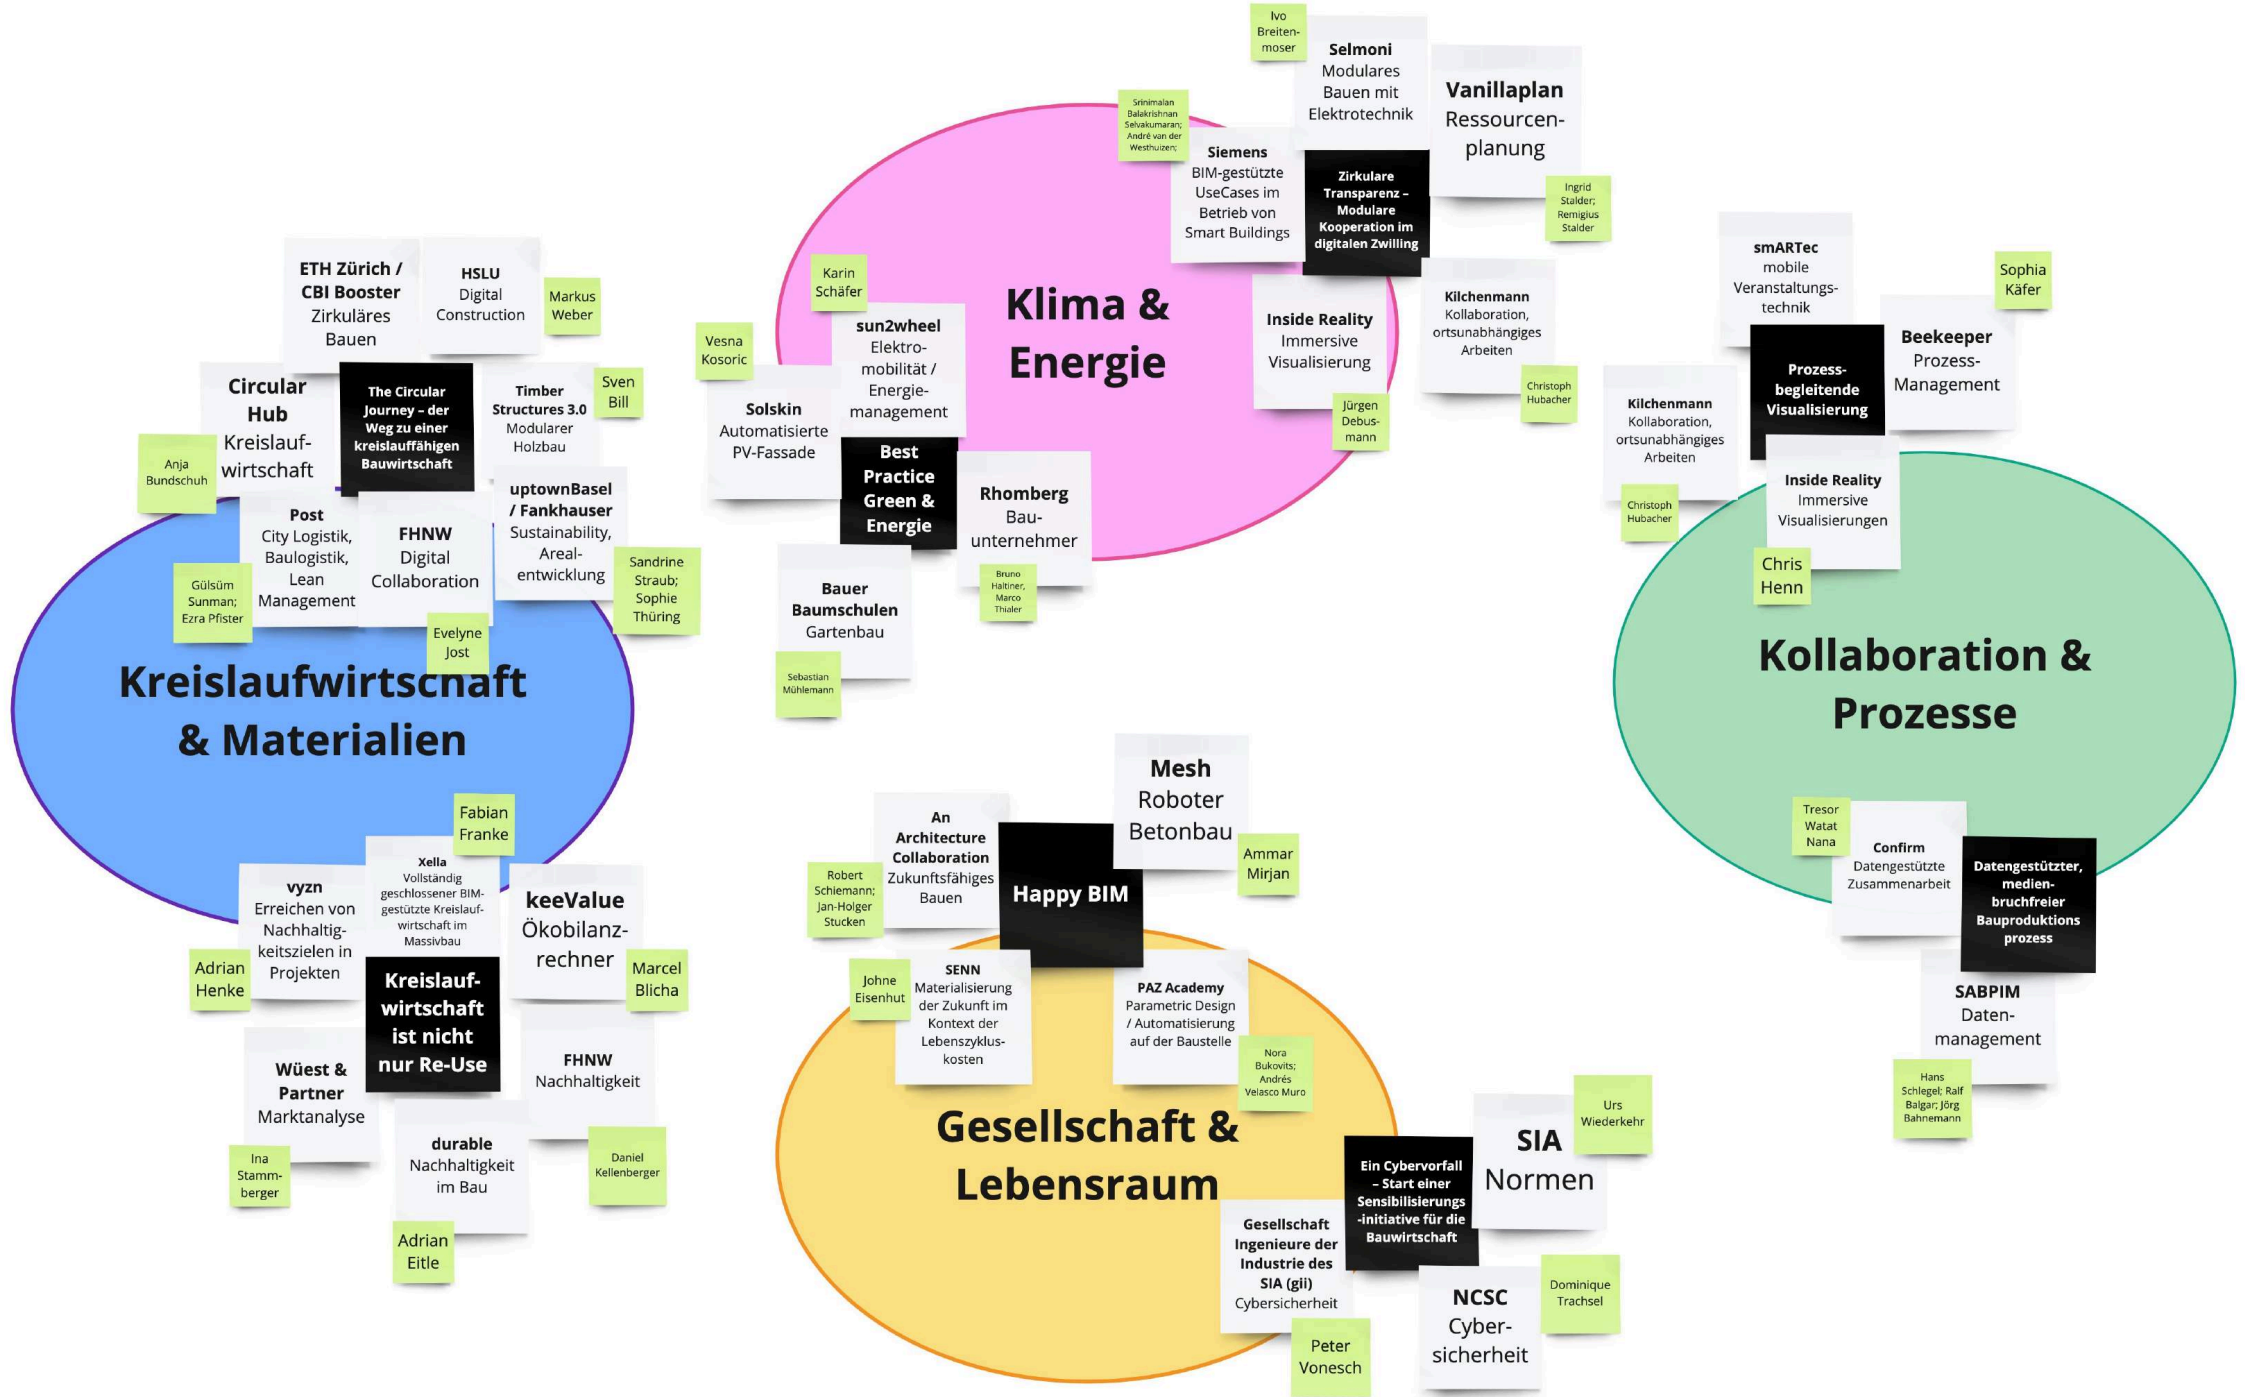 Ivo
Breiten-
moser
Selmoni
Modulares
Bauen mit
Elektrotechnik
Vanillaplan
Ressourcen-
planung
Srinimalan
Balakrishnan
Selvakumaran;
André van der
Westhuizen;
Siemens
BIM-gestützte
UseCases im
Betrieb von
Smart Buildings
Zirkulare
Transparenz –
Modulare
Kooperation im
digitalen Zwilling
Ingrid
Stalder;
Remigius
Stalder
Inside Reality
Immersive
Visualisierung
Jürgen
Debus-
mann
Kilchenmann
Kollaboration,
ortsunabhängiges
Arbeiten
Christoph
Hubacher
Klima &
Energie
Karin
Schäfer
sun2wheel
Elektro-
mobilität /
Energie-
management
Vesna
Kosoric
Solskin
Automatisierte
PV-Fassade
Best
Practice
Green &
Energie
Rhomberg
Bau-
unternehmer
Bruno
Haltiner,
Marco
Thialer
Bauer
Baumschulen
Gartenbau
Sebastian
Mühlemann
ETH Zürich /
CBI Booster
Zirkuläres
Bauen
HSLU
Digital
Construction
Markus
Weber
Circular
Hub
Kreislauf-
wirtschaft
Anja
Bundschuh
The Circular
Journey – der
Weg zu einer
kreislauffähigen
Bauwirtschaft
Timber
Structures 3.0
Modularer
Holzbau
Sven
Bill
Post
City Logistik,
Baulogistik,
Lean
Management
Gülsüm
Sunman;
Ezra Pfister
FHNW
Digital
Collaboration
Evelyne
Jost
uptownBasel
/ Fankhauser
Sustainability,
Areal-
entwicklung
Sandrine
Straub;
Sophie
Thüring
Kreislaufwirtschaft
& Materialien
Fabian
Franke
Xella
Vollständig
geschlossener BIM-
gestützte Kreislauf-
wirtschaft im
Massivbau
vyzn
Erreichen von
Nachhaltig-
keitszielen in
Projekten
Adrian
Henke
keeValue
Ökobilanz-
rechner
Marcel
Blicha
Kreislauf-
wirtschaft
ist nicht
nur Re-Use
Wüest &
Partner
Marktanalyse
Ina
Stamm-
berger
FHNW
Nachhaltigkeit
Daniel
Kellenberger
durable
Nachhaltigkeit
im Bau
Adrian
Eitle
smARTec
mobile
Veranstaltungs-
technik
Sophia
Käfer
Beekeeper
Prozess-
Management
Prozess-
begleitende
Visualisierung
Kilchenmann
Kollaboration,
ortsunabhängiges
Arbeiten
Christoph
Hubacher
Inside Reality
Immersive
Visualisierungen
Chris
Henn
Kollaboration &
Prozesse
Tresor
Watat
Nana
Confirm
Datengestützte
Zusammenarbeit
Datengestützter,
medien-
bruchfreier
Bauproduktions
prozess
SABPIM
Daten-
management
Hans
Schlegel; Ralf
Balgar; Jörg
Bahnemann
Mesh
Roboter
Betonbau
Ammar
Mirjan
An
Architecture
Collaboration
Zukunftsfähiges
Bauen
Robert
Schiemann;
Jan-Holger
Stucken
Happy BIM
Johne
Eisenhut
SENN
Materialisierung
der Zukunft im
Kontext der
Lebenszyklus-
kosten
PAZ Academy
Parametric Design
/ Automatisierung
auf der Baustelle
Nora
Bukovits;
Andrés
Velasco Muro
Gesellschaft &
Lebensraum
Ein Cybervorfall
– Start einer
Sensibilisierungs
-initiative für die
Bauwirtschaft
SIA
Normen
Urs
Wiederkehr
Gesellschaft
Ingenieure der
Industrie des
SIA (gii)
Cybersicherheit
Peter
Vonesch
NCSC
Cyber-
sicherheit
Dominique
Trachsel